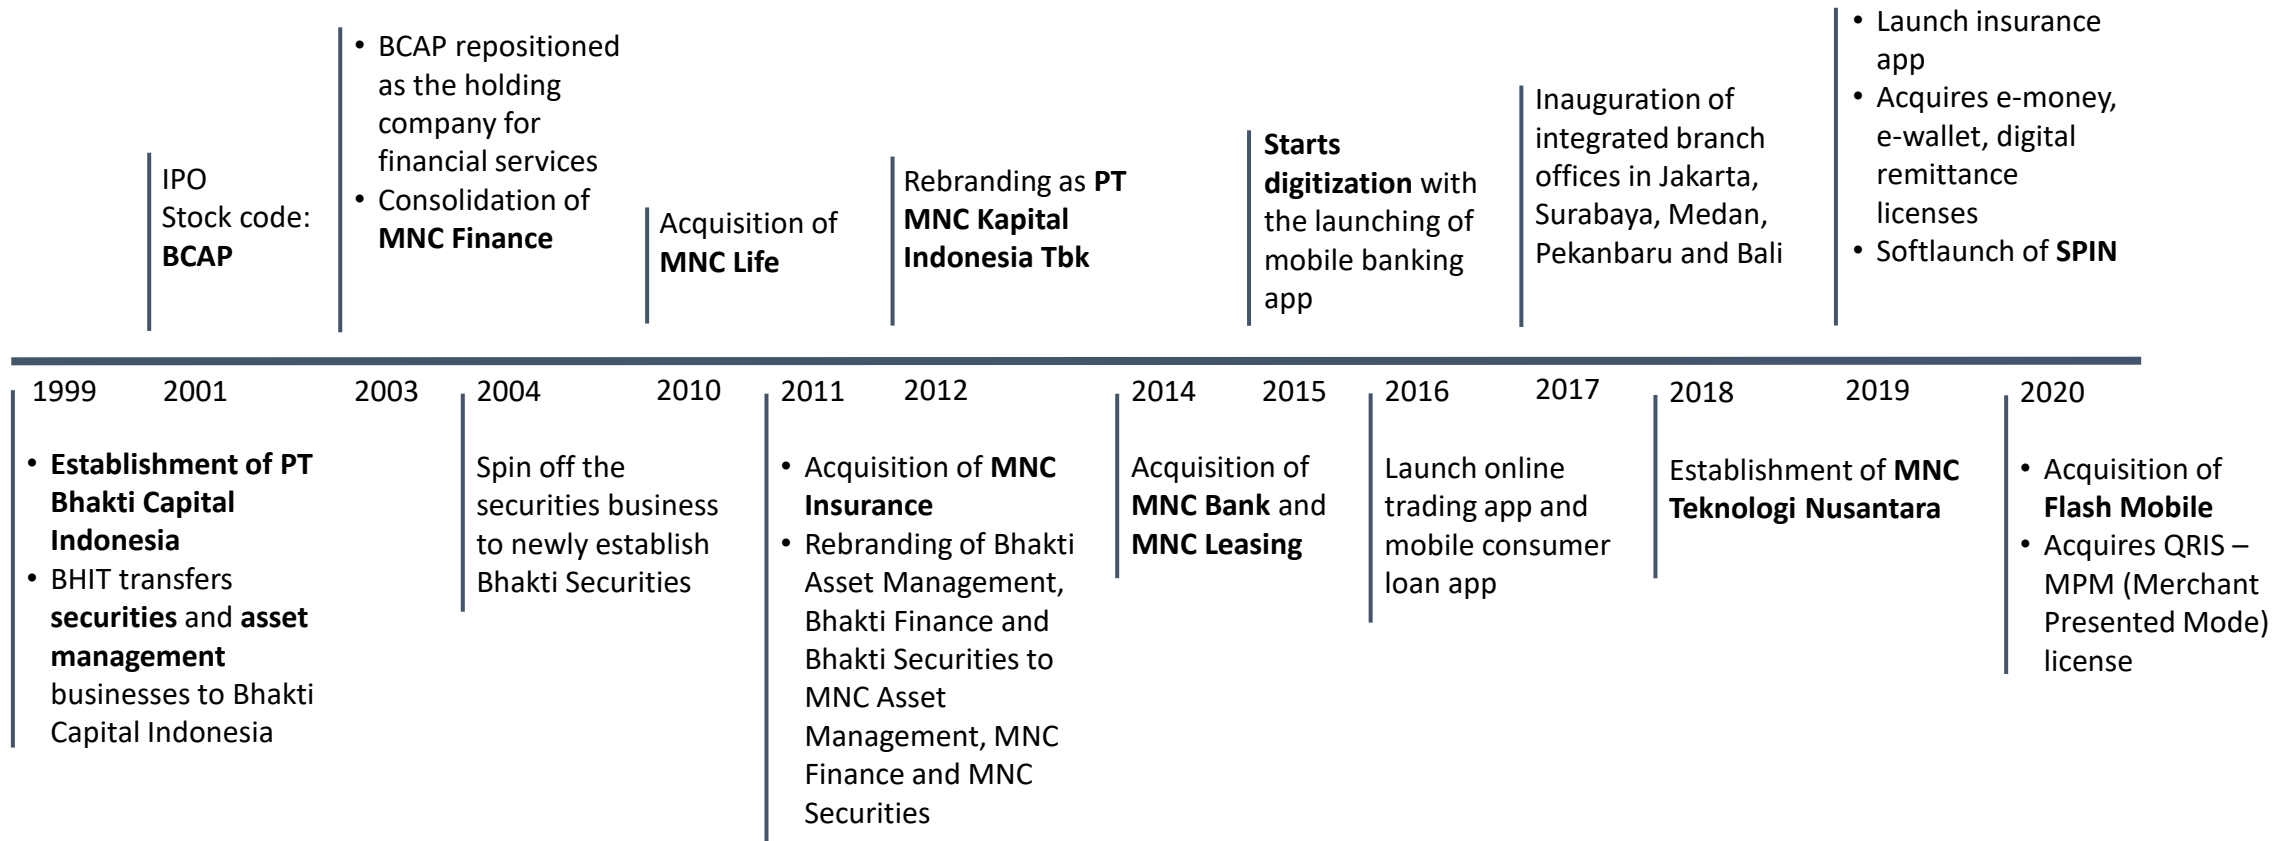 IPO
Stock code:
BCAP
• BCAP repositioned
as the holding
company for
financial services
• Consolidation of
MNC Finance
Acquisition of
MNC Life
Rebranding as PT
MNC Kapital
Indonesia Tbk
Starts
digitization with
the launching of
mobile banking
app
Inauguration of
integrated branch
offices in Jakarta,
Surabaya, Medan,
Pekanbaru and Bali
• Launch insurance
app
• Acquires e-money,
e-wallet, digital
remittance
licenses
• Softlaunch of SPIN
1999 2001 2003 2004 2010 2011 2012 2014 2015 2016 2017 2018 2019 2020
• Establishment of PT
Bhakti Capital
Indonesia
• BHIT transfers
securities and asset
management
businesses to Bhakti
Capital Indonesia
Spin off the
securities business
to newly establish
Bhakti Securities
• Acquisition of MNC
Insurance
• Rebranding of Bhakti
Asset Management,
Bhakti Finance and
Bhakti Securities to
MNC Asset
Management, MNC
Finance and MNC
Securities
Acquisition of
MNC Bank and
MNC Leasing
Launch online
trading app and
mobile consumer
loan app
Establishment of MNC
Teknologi Nusantara
• Acquisition of
Flash Mobile
• Acquires QRIS –
MPM (Merchant
Presented Mode)
license